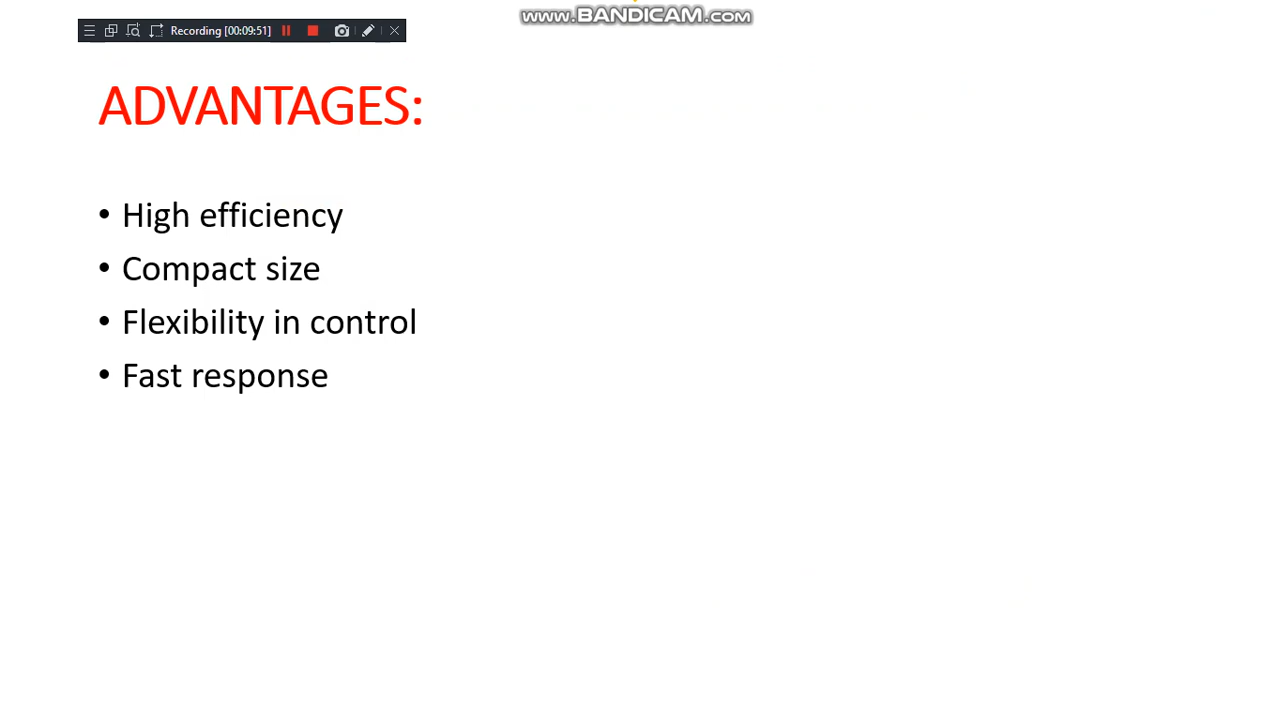 www.BANDICAM.com
Recording [00:09:51]
ADVANTAGES:
• High efficiency
• Compact size
• Flexibility in control
• Fast response